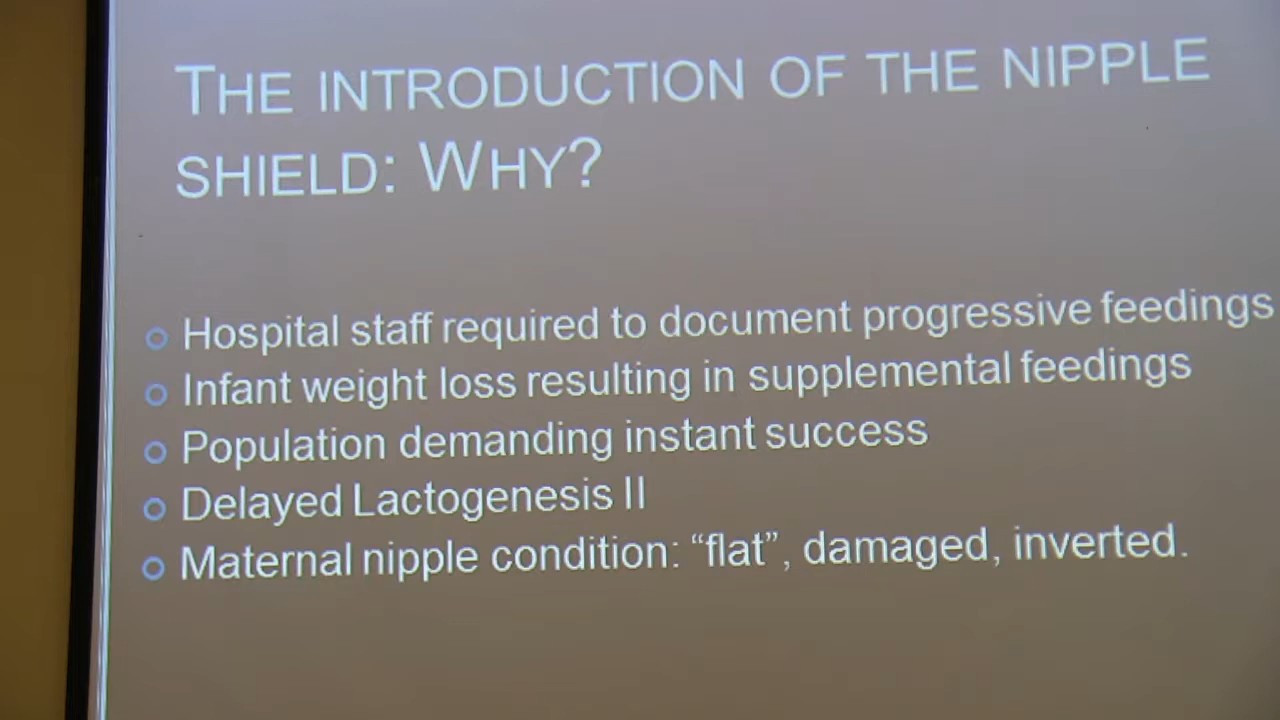 THE INTRODUCTION OF THE NIPPLE
SHIELD: WHY?
Hospital staff required to document progressive feedings
Infant weight loss resulting in supplemental feedings
Population demanding instant success
Delayed Lactogenesis II
Maternal nipple condition: “flat”, damaged, inverted.